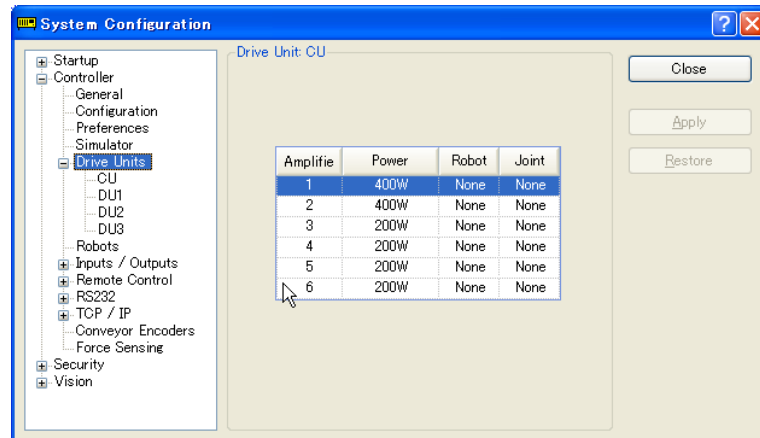 System Configuration
Startup
Controller
General
Configuration
Preferences
Simulator
Drive Units
CU
DU1
DU2
DU3
Robots
Inputs / Outputs
Remote Control
RS232
TCP / IP
Conveyor Encoders
Force Sensing
Security
Vision
Drive Unit: CU
Amplifie Power Robot Joint
1 400W None None
2 400W None None
3 200W None None
4 200W None None
5 200W None None
6 200W None None
Close
Apply
Restore